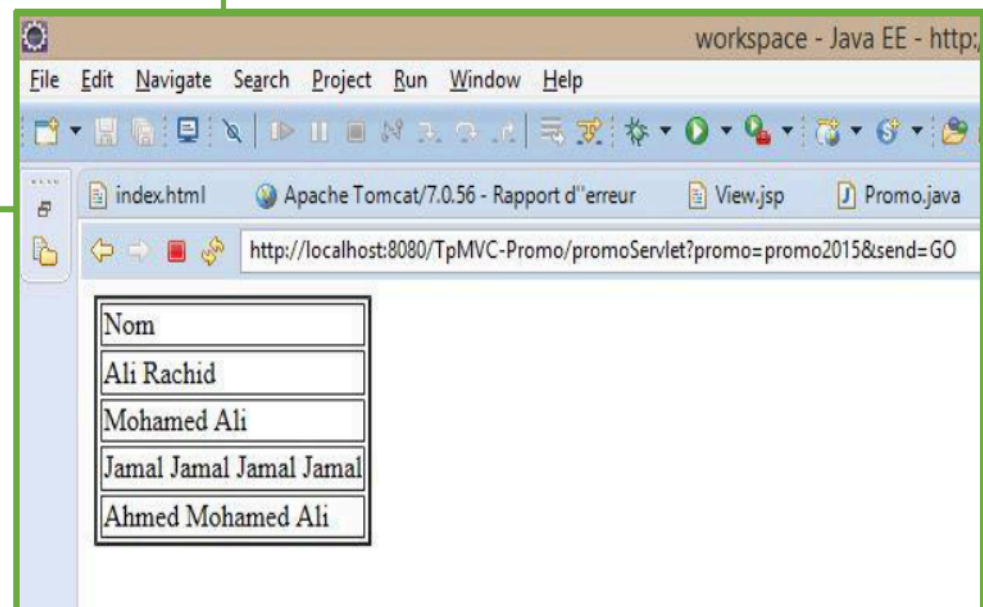 workspace - Java EE - http:/
File Edit Navigate Search Project Run Window Help
index.html Apache Tomcat/7.0.56 - Rapport d''erreur View.jsp Promo.java
http://localhost:8080/TpMVC-Promo/promoServlet?promo=promo2015&send=GO
Nom
Ali Rachid
Mohamed Ali
Jamal Jamal Jamal Jamal
Ahmed Mohamed Ali